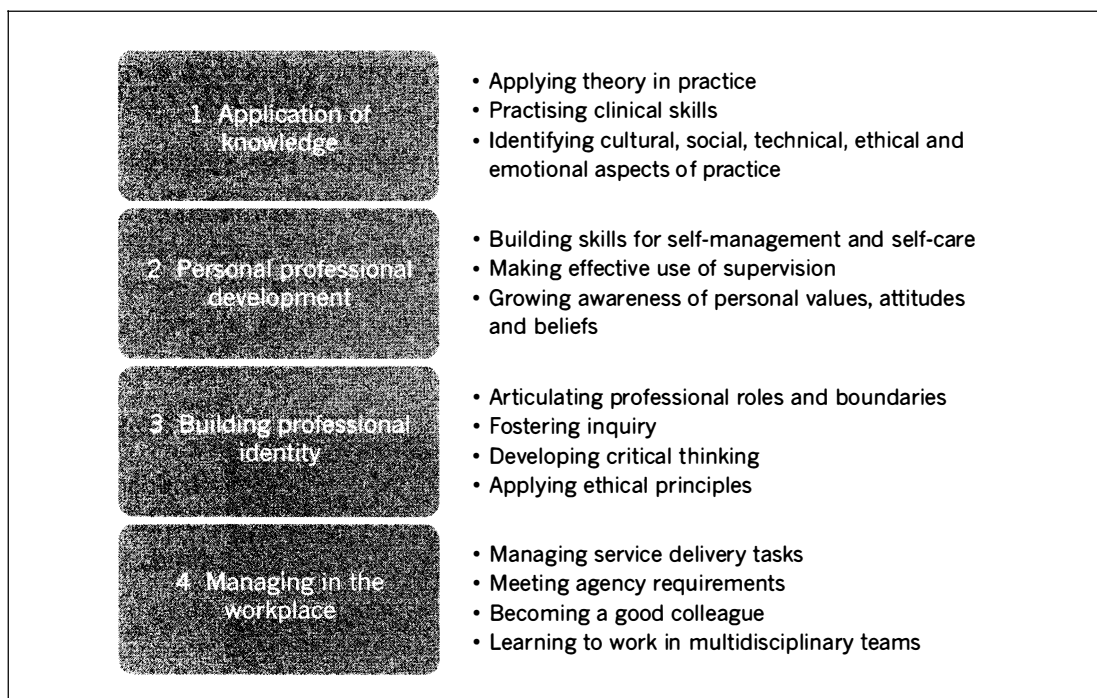 1 Application of
knowledge
• Applying theory in practice
• Practising clinical skills
• Identifying cultural, social, technical, ethical and
emotional aspects of practice
2 Personal professional
development
• Building skills for self-management and self-care
• Making effective use of supervision
• Growing awareness of personal values, attitudes
and beliefs
3 Building professional
identity
• Articulating professional roles and boundaries
• Fostering inquiry
• Developing critical thinking
• Applying ethical principles
4 Managing in the
workplace
• Managing service delivery tasks
• Meeting agency requirements
• Becoming a good colleague
• Learning to work in multidisciplinary teams